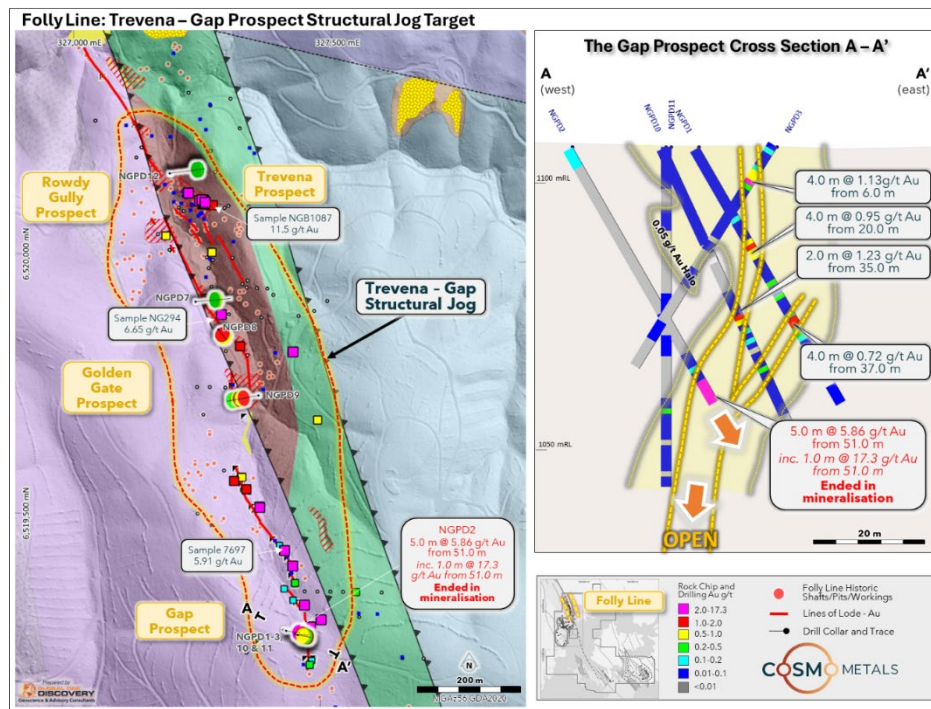 Folly Line: Trevena – Gap Prospect Structural Jog Target
327,000 mE
327,500 mE
NGPD12
Rowdy
Gully
Prospect
Trevena
Prospect
Sample NGB1087
11.5 g/t Au
6,520,000 mN
NGPD7
Trevena - Gap
Structural Jog
Sample NG294
6.65 g/t Au
NGPD8
Golden
Gate
Prospect
NGPD9
6,519,500 mN
NGPD2
5.0 m @ 5.86 g/t Au
from 51.0 m
inc. 1.0 m @ 17.3
g/t Au from 51.0 m
Ended in
mineralisation
Sample 7697
5.91 g/t Au
Gap
Prospect
A
NGPD1-3
10 & 11
A'
N
200 m
MGAz56 GDA2020
Prepared by
GLOBAL ORE
DISCOVERY
Geoscience & Advisory Consultants
The Gap Prospect Cross Section A – A'
A
(west)
A'
(east)
NGPD2
NGPD10
NGPD11
NGPD1
NGPD3
1100 mRL
4.0 m @ 1.13g/t Au
from 6.0 m
4.0 m @ 0.95 g/t Au
from 20.0 m
0.05 g/t Au Halo
2.0 m @ 1.23 g/t Au
from 35.0 m
4.0 m @ 0.72 g/t Au
from 37.0 m
1050 mRL
5.0 m @ 5.86 g/t Au
from 51.0 m
inc. 1.0 m @ 17.3 g/t Au
from 51.0 m
Ended in
mineralisation
OPEN
20 m
Folly Line
Rock Chip and
Drilling Au g/t
2.0-17.3
1.0-2.0
0.5-1.0
0.2-0.5
0.1-0.2
0.01-0.1
<0.01
Folly Line Historic
Shafts/Pits/Workings
Lines of Lode - Au
Drill Collar and Trace
COSMO
METALS